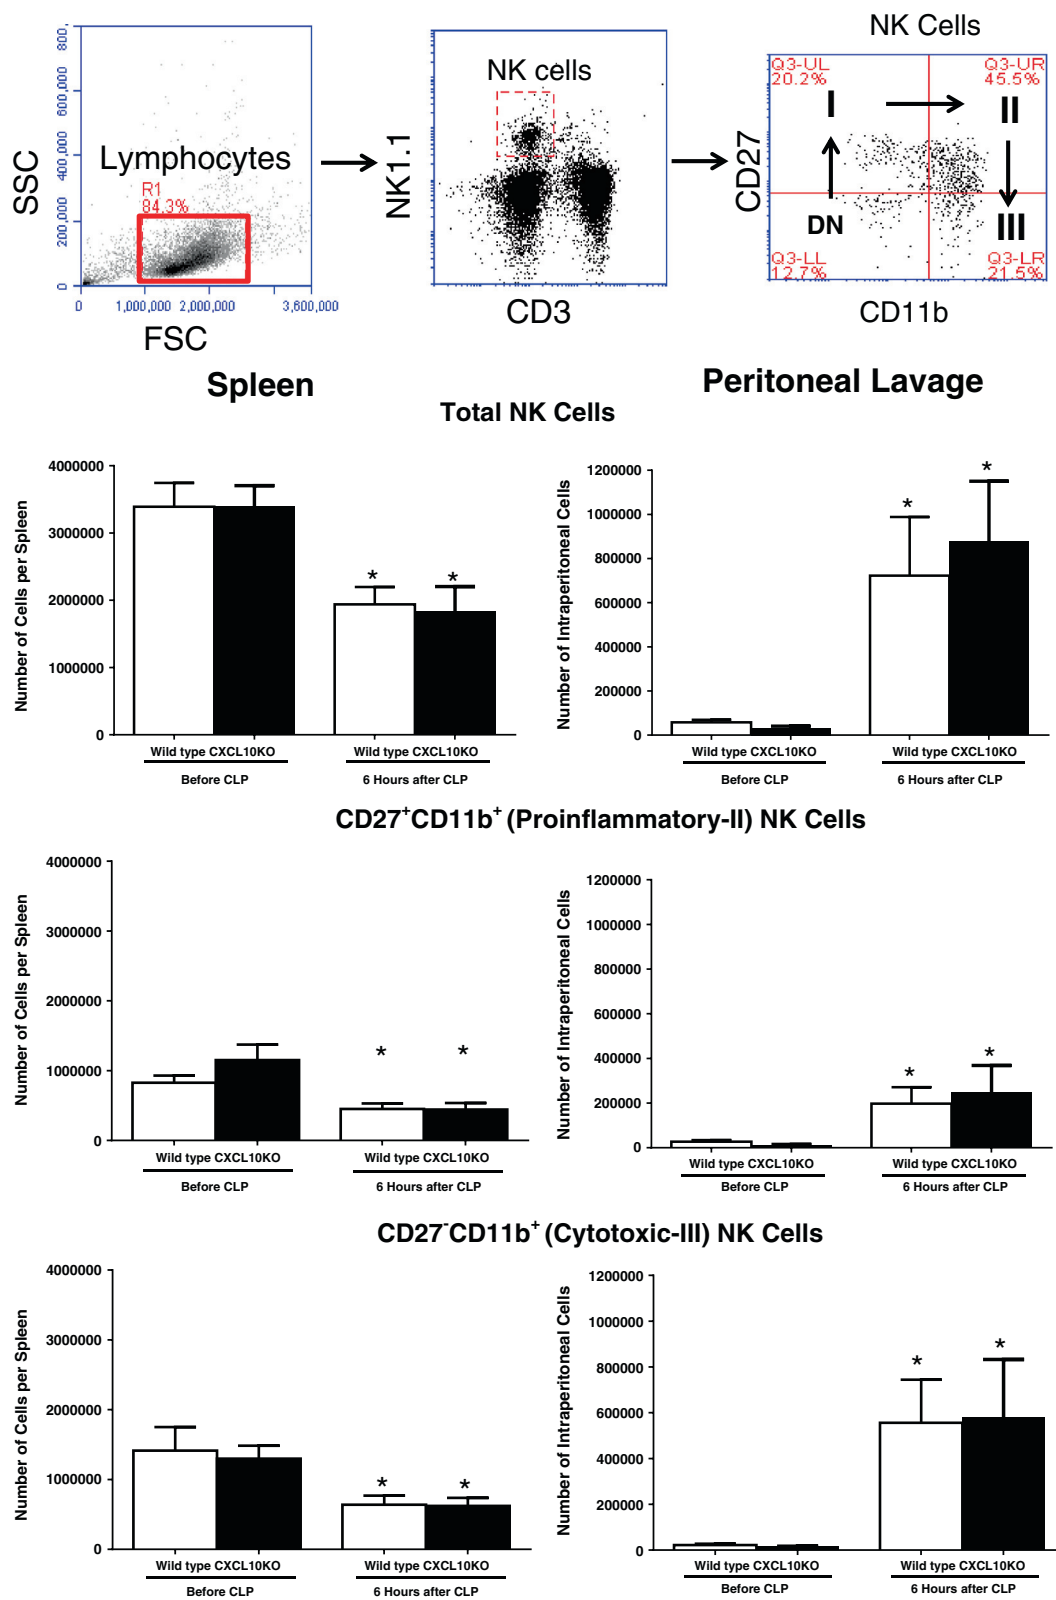 NK Cells
SSC
800,
600,000
400,000
200,000
0
Lymphocytes
R1
84.3%
0 1,000,000 2,000,000 3,600,000
FSC
NK1.1
NK cells
CD3
CD27
Q3-UL
20.2%
Q3-UR
45.5%
I
II
DN
III
Q3-LL
12.7%
Q3-LR
21.5%
CD11b
Spleen
Peritoneal Lavage
Total NK Cells
Number of Cells per Spleen
4000000
3000000
2000000
1000000
0
* *
Wild type CXCL10KO Wild type CXCL10KO
Before CLP 6 Hours after CLP
Number of Intraperitoneal Cells
1200000
1000000
800000
600000
400000
200000
0
* *
Wild type CXCL10KO Wild type CXCL10KO
Before CLP 6 Hours after CLP
CD27⁺CD11b⁺ (Proinflammatory-II) NK Cells
Number of Cells per Spleen
4000000
3000000
2000000
1000000
0
* *
Wild type CXCL10KO Wild type CXCL10KO
Before CLP 6 Hours after CLP
Number of Intraperitoneal Cells
1200000
1000000
800000
600000
400000
200000
0
* *
Wild type CXCL10KO Wild type CXCL10KO
Before CLP 6 Hours after CLP
CD27⁻CD11b⁺ (Cytotoxic-III) NK Cells
Number of Cells per Spleen
4000000
3000000
2000000
1000000
0
* *
Wild type CXCL10KO Wild type CXCL10KO
Before CLP 6 Hours after CLP
Number of Intraperitoneal Cells
1200000
1000000
800000
600000
400000
200000
0
* *
Wild type CXCL10KO Wild type CXCL10KO
Before CLP 6 Hours after CLP